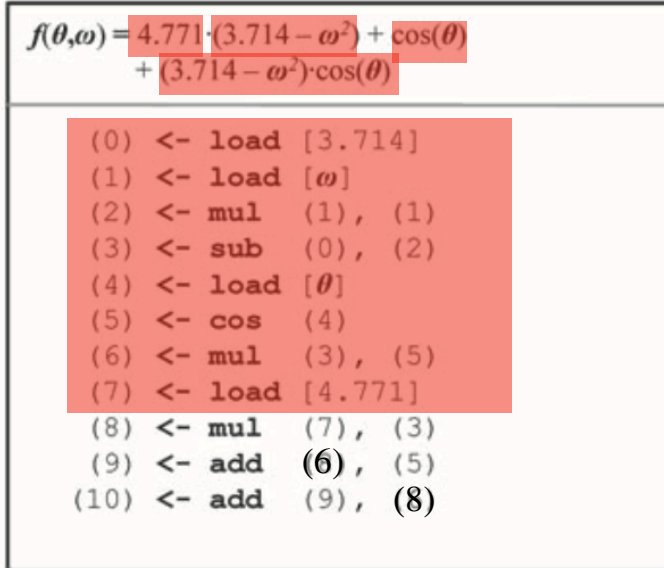 f(θ,ω) = 4.771·(3.714 – ω²) + cos(θ)
+ (3.714 – ω²)·cos(θ)
(0) <- load [3.714]
(1) <- load [ω]
(2) <- mul (1), (1)
(3) <- sub (0), (2)
(4) <- load [θ]
(5) <- cos (4)
(6) <- mul (3), (5)
(7) <- load [4.771]
(8) <- mul (7), (3)
(9) <- add (6), (5)
(10) <- add (9), (8)